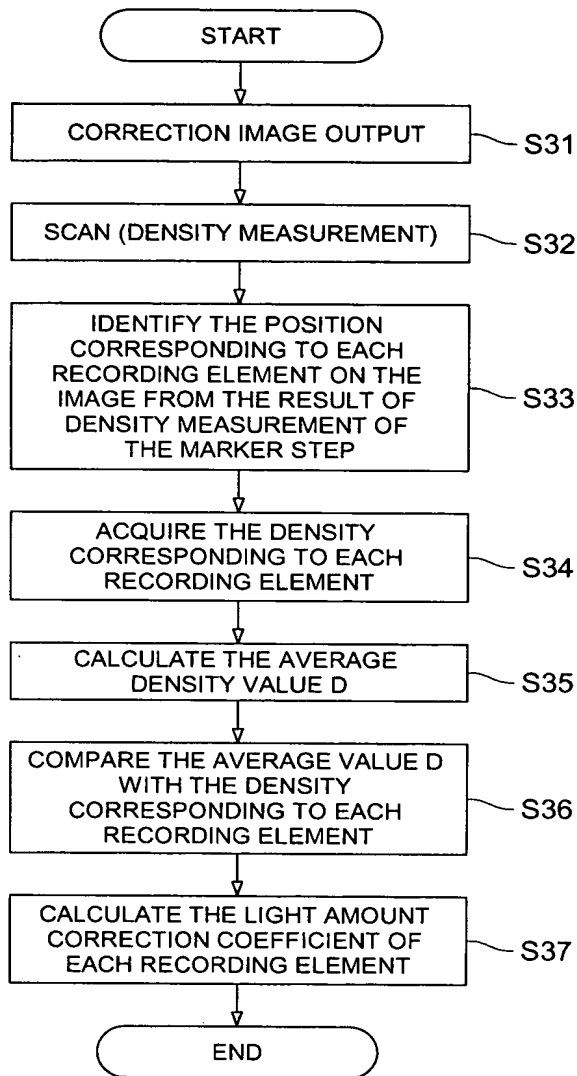 START
CORRECTION IMAGE OUTPUT
S31
SCAN (DENSITY MEASUREMENT)
S32
IDENTIFY THE POSITION
CORRESPONDING TO EACH
RECORDING ELEMENT ON THE
IMAGE FROM THE RESULT OF
DENSITY MEASUREMENT OF
THE MARKER STEP
S33
ACQUIRE THE DENSITY
CORRESPONDING TO EACH
RECORDING ELEMENT
S34
CALCULATE THE AVERAGE
DENSITY VALUE D
S35
COMPARE THE AVERAGE VALUE D
WITH THE DENSITY
CORRESPONDING TO EACH
RECORDING ELEMENT
S36
CALCULATE THE LIGHT AMOUNT
CORRECTION COEFFICIENT OF
EACH RECORDING ELEMENT
S37
END